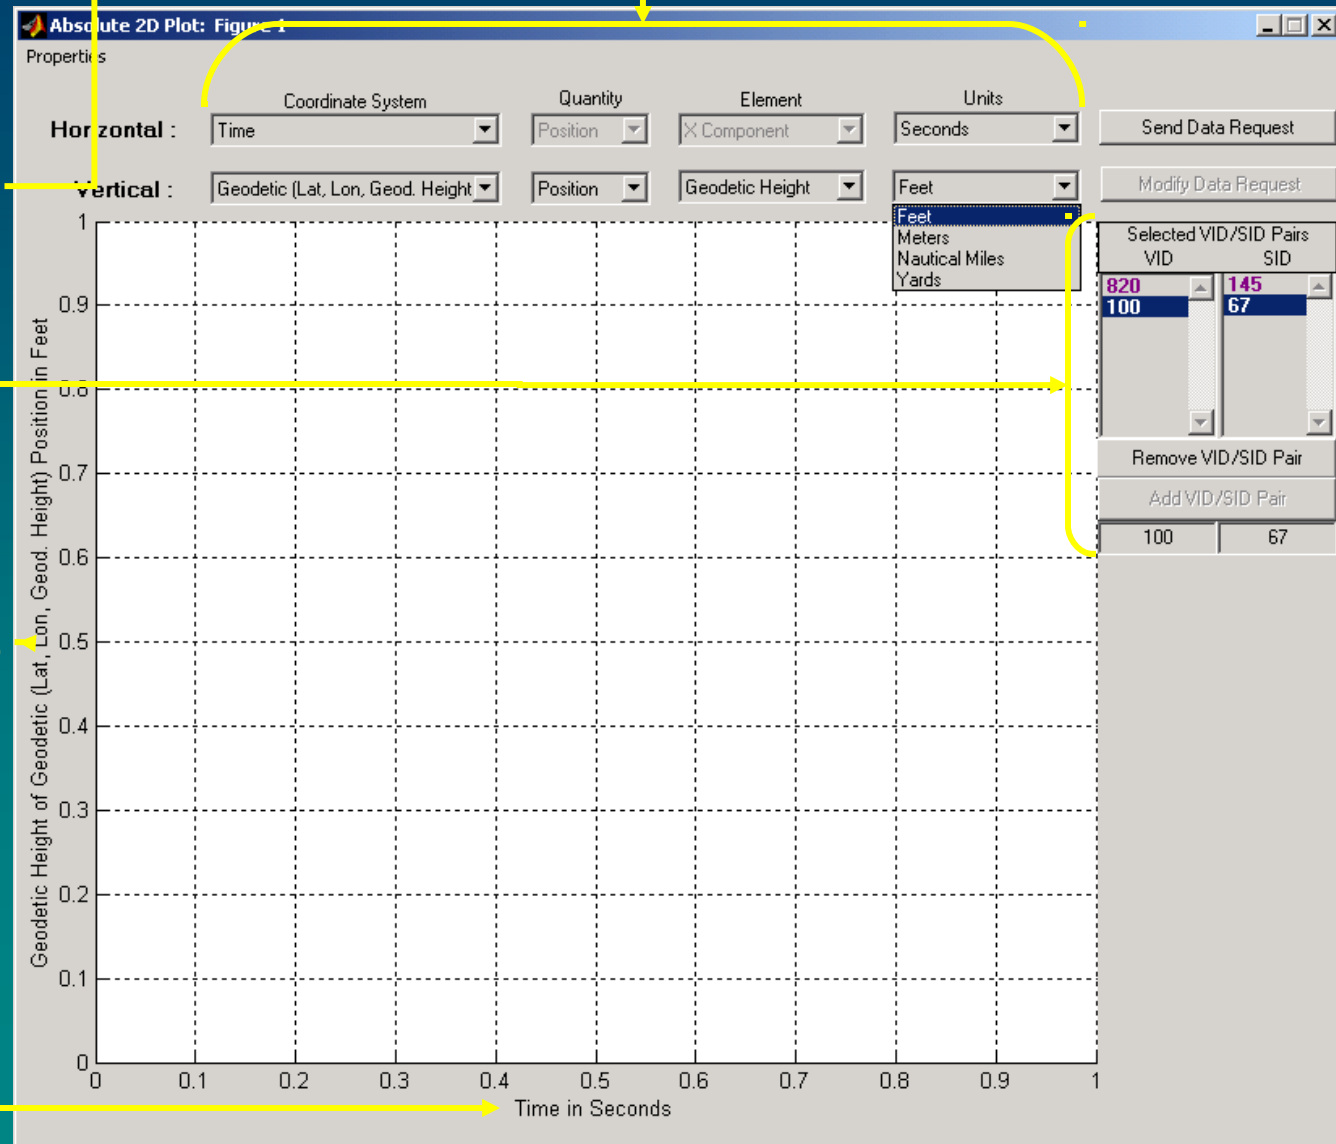 Absolute 2D Plot: Figure 1
Properties
Coordinate System Quantity Element Units
Horizontal : Time Position X Component Seconds Send Data Request
Vertical : Geodetic (Lat, Lon, Geod. Height Position Geodetic Height Feet Modify Data Request
Feet
Meters
Nautical Miles
Yards
Selected VID/SID Pairs
VID SID
820 145
100 67
Remove VID/SID Pair
Add VID/SID Pair
100 67
Geodetic Height of Geodetic (Lat, Lon, Geod. Height) Position in Feet
1
0.9
0.8
0.7
0.6
0.5
0.4
0.3
0.2
0.1
0
0 0.1 0.2 0.3 0.4 0.5 0.6 0.7 0.8 0.9 1
Time in Seconds